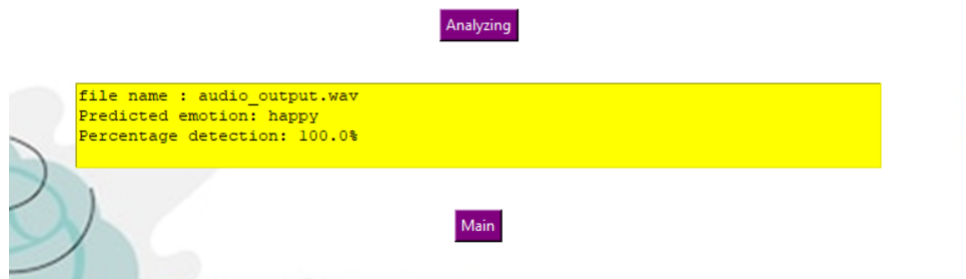 Analyzing
file name : audio_output.wav
Predicted emotion: happy
Percentage detection: 100.0%
Main